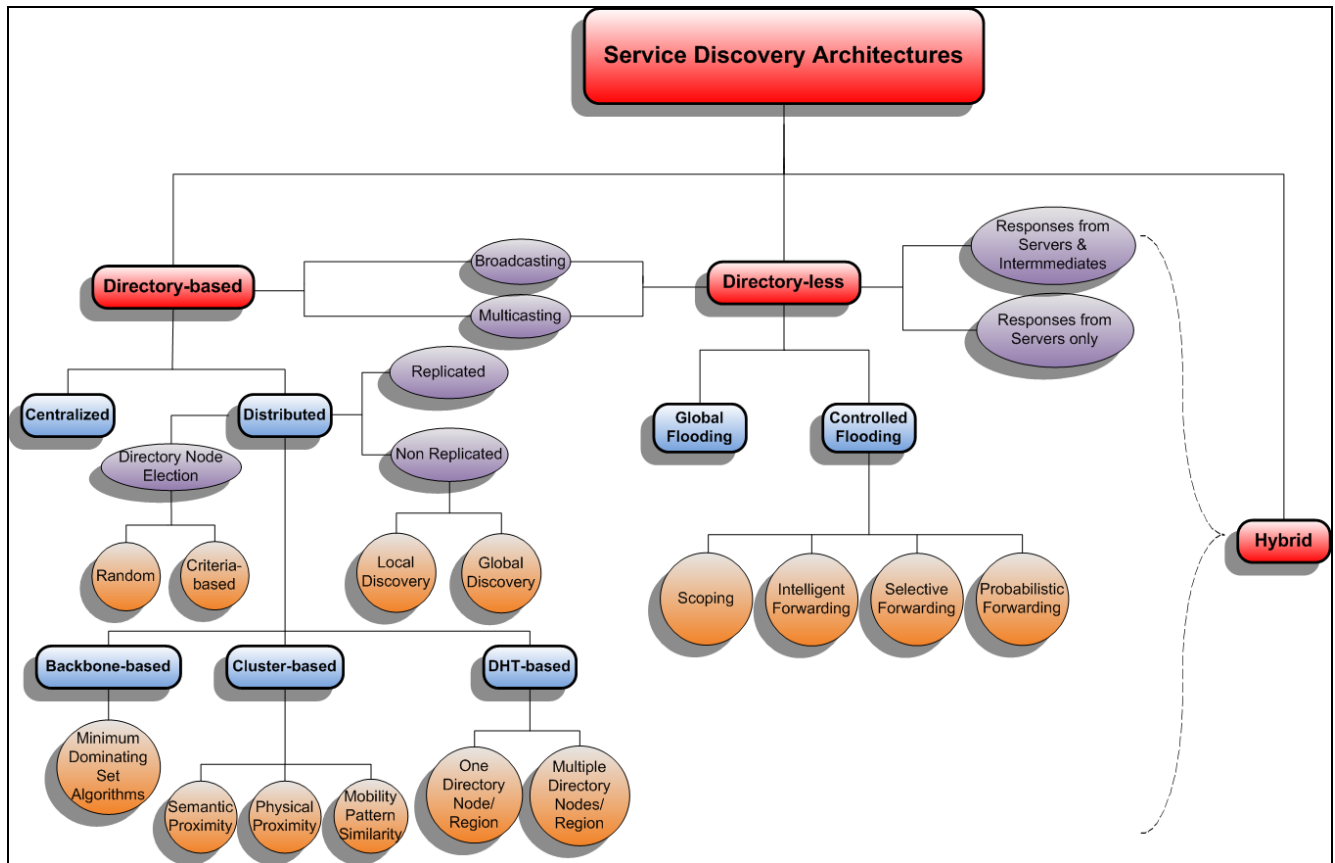 Service Discovery Architectures
Responses from
Servers &
Intermmediates
Broadcasting
Directory-based
Directory-less
Multicasting
Responses from
Servers only
Replicated
Centralized
Distributed
Global
Flooding
Controlled
Flooding
Directory Node
Election
Non Replicated
Random
Criteria-
based
Local
Discovery
Global
Discovery
Scoping
Intelligent
Forwarding
Selective
Forwarding
Probabilistic
Forwarding
Hybrid
Backbone-based
Cluster-based
DHT-based
Minimum
Dominating
Set
Algorithms
Semantic
Proximity
Physical
Proximity
Mobility
Pattern
Similarity
One
Directory
Node/
Region
Multiple
Directory
Nodes/
Region